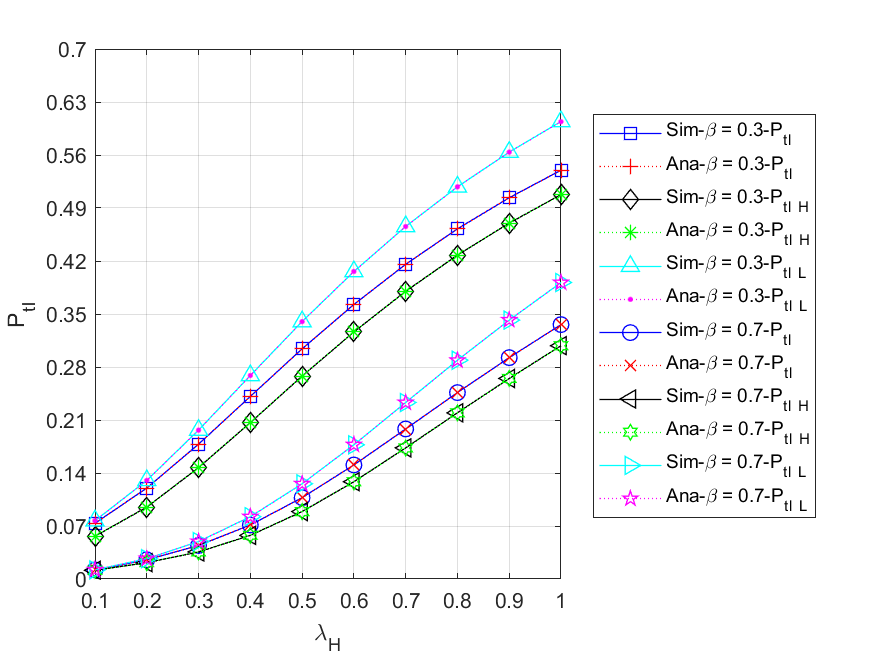 0.7
0.63
0.56
0.49
0.42
0.35
0.28
0.21
0.14
0.07
0
P_tl
0.1 0.2 0.3 0.4 0.5 0.6 0.7 0.8 0.9 1
λ_H
Sim-β = 0.3-P_tl
Ana-β = 0.3-P_tl
Sim-β = 0.3-P_tl H
Ana-β = 0.3-P_tl H
Sim-β = 0.3-P_tl L
Ana-β = 0.3-P_tl L
Sim-β = 0.7-P_tl
Ana-β = 0.7-P_tl
Sim-β = 0.7-P_tl H
Ana-β = 0.7-P_tl H
Sim-β = 0.7-P_tl L
Ana-β = 0.7-P_tl L